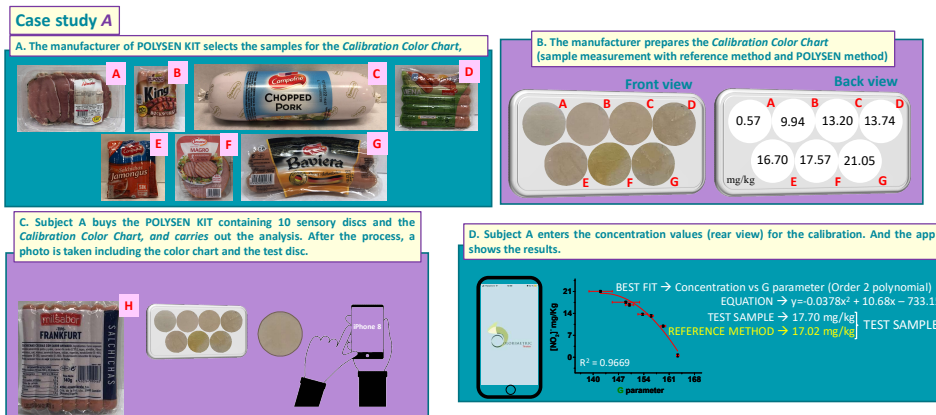 Case study A
A. The manufacturer of POLYSEN KIT selects the samples for the Calibration Color Chart,
A
B
C
D
King
Campofrío
CHOPPED
PORK
E
F
G
Jamongus
MAGRO
Baviera
B. The manufacturer prepares the Calibration Color Chart
(sample measurement with reference method and POLYSEN method)
Front view
Back view
A B C D
E F G
A B C D
0.57 9.94 13.20 13.74
16.70 17.57 21.05
mg/kg
E F G
C. Subject A buys the POLYSEN KIT containing 10 sensory discs and the
Calibration Color Chart, and carries out the analysis. After the process, a
photo is taken including the color chart and the test disc.
H
milsabor
FRANKFURT
SALCHICHAS
iPhone 8
D. Subject A enters the concentration values (rear view) for the calibration. And the app
shows the results.
BEST FIT → Concentration vs G parameter (Order 2 polynomial)
EQUATION → y=-0.0378x² + 10.68x – 733.1
TEST SAMPLE → 17.70 mg/kg
REFERENCE METHOD → 17.02 mg/kg
TEST SAMPLE
[NO₂]⁻ mg/Kg
21
14
7
0
R² = 0.9669
140 147 154 161 168
G parameter